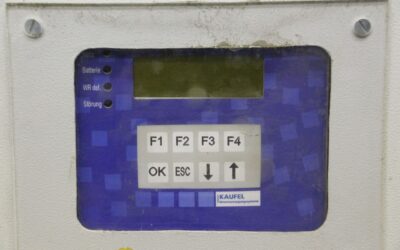 Batterie
WR def.
Störung
F1 F2 F3 F4
OK ESC
KAUFEL